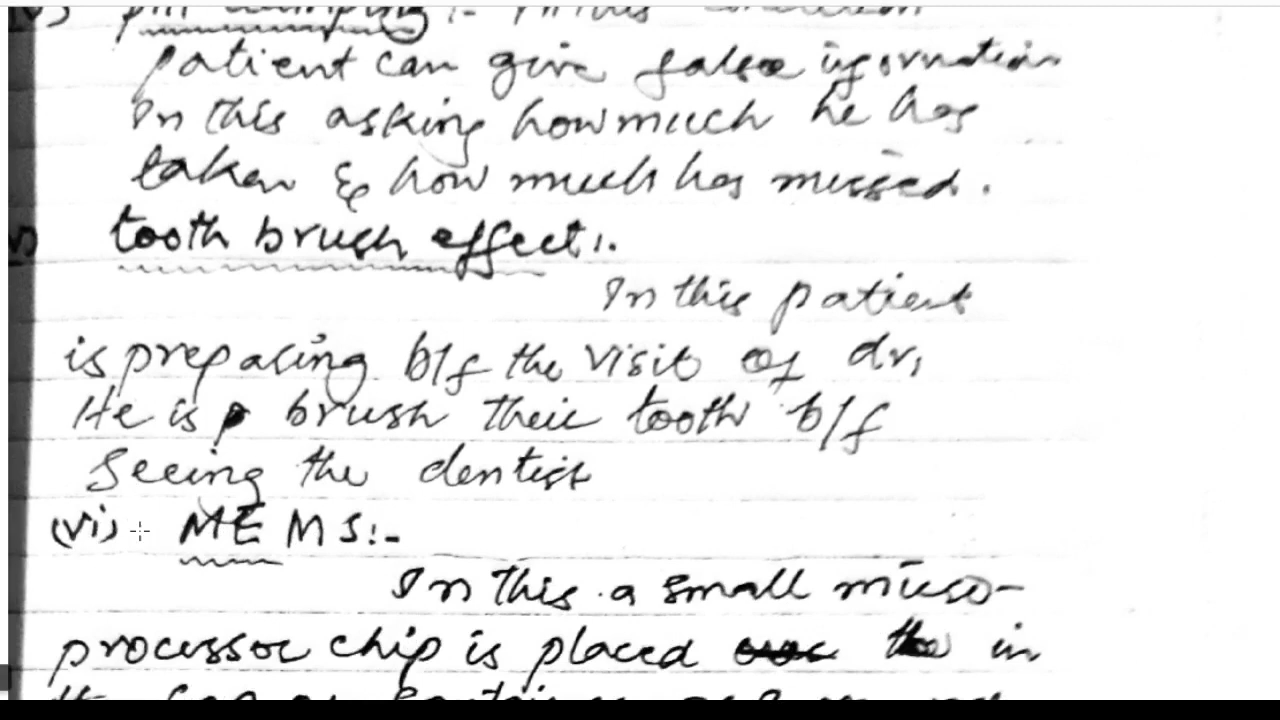 patient can give false information
In this asking how much he has
taken & how much has missed.
tooth brush effect:-
In this patient
is preparing b/f the visit of dr,
He is brush their tooth b/f
Seeing the dentist
(vi) MEMS:-
In this a small micro-
processor chip is placed the in